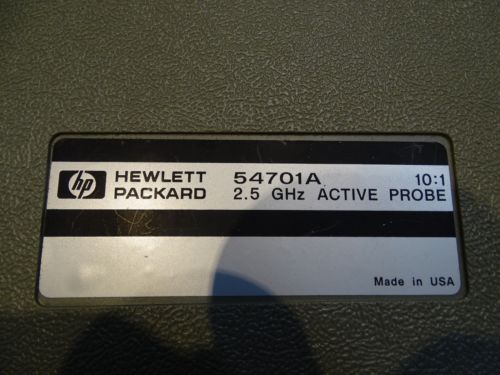 hp HEWLETT PACKARD 54701A 10:1
2.5 GHz ACTIVE PROBE
Made in USA